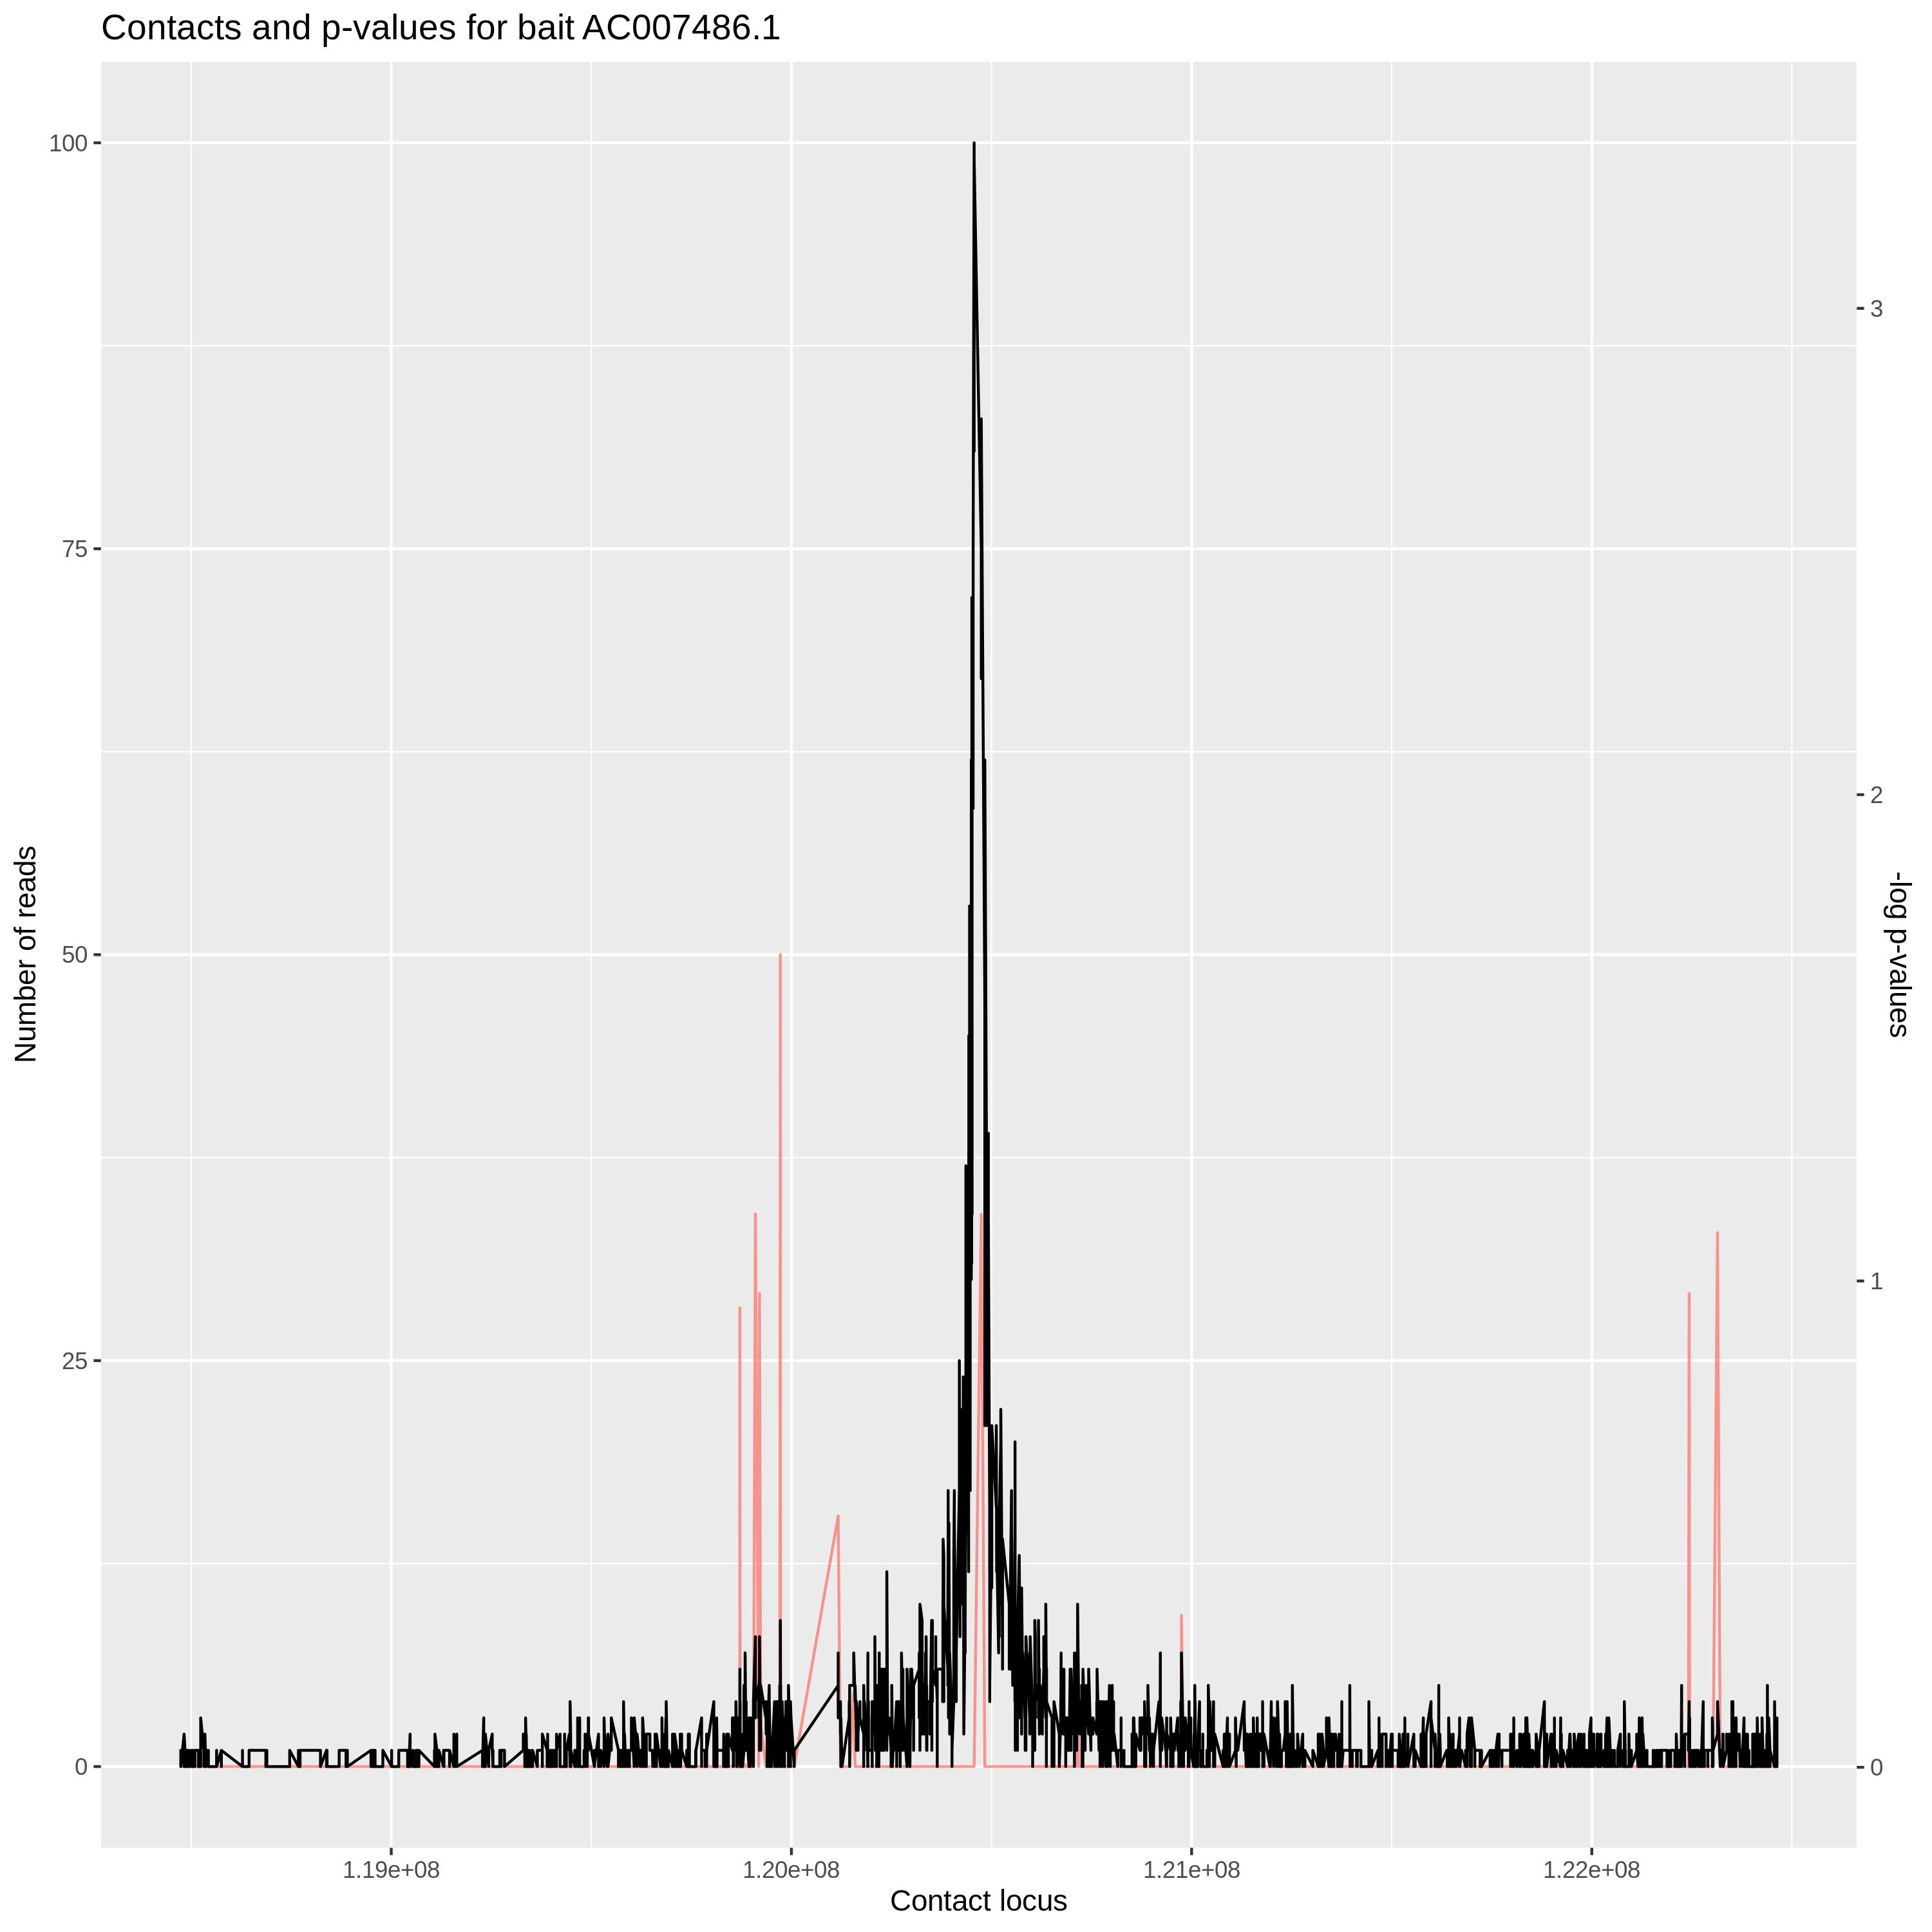 Contacts and p-values for bait AC007486.1
100
75
50
25
0
Number of reads
3
2
1
0
-log p-values
1.19e+08
1.20e+08
1.21e+08
1.22e+08
Contact locus